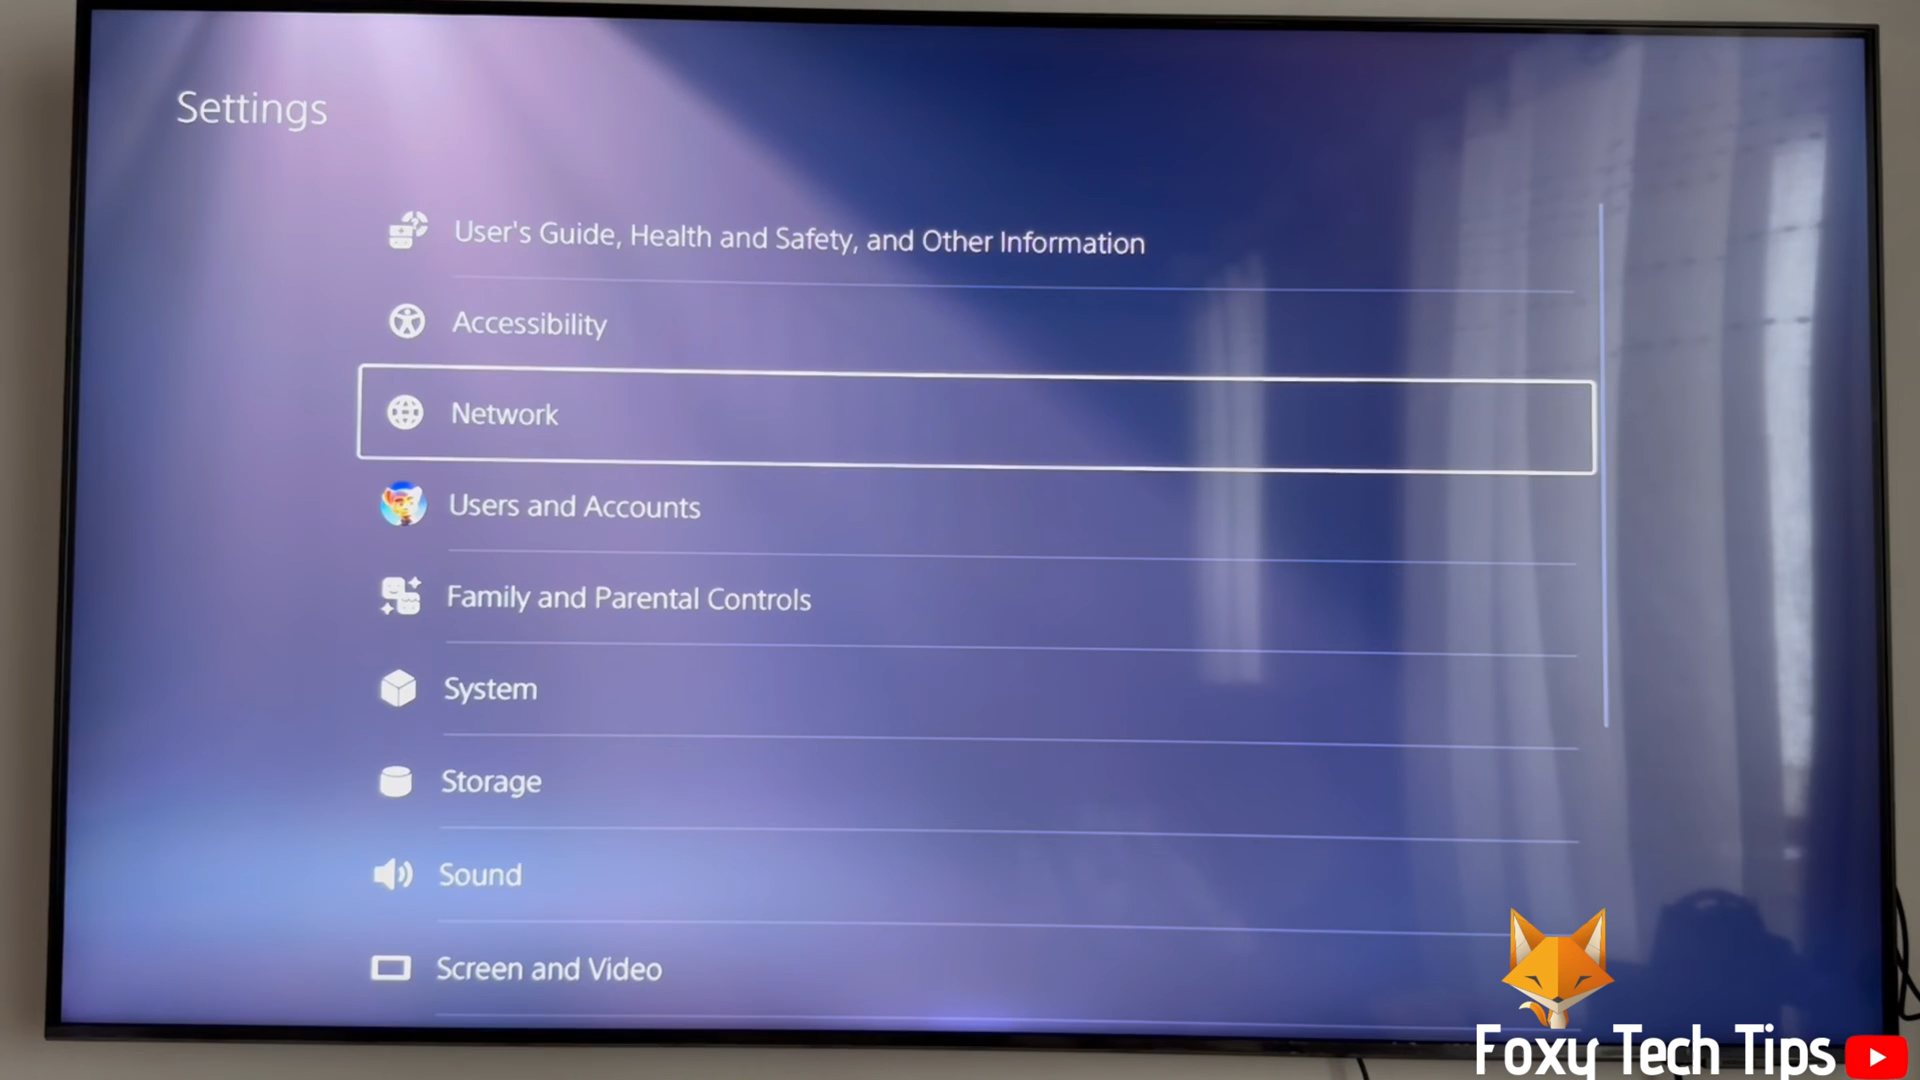 Settings
User's Guide, Health and Safety, and Other Information
Accessibility
Network
Users and Accounts
Family and Parental Controls
System
Storage
Sound
Screen and Video
Foxy Tech Tips